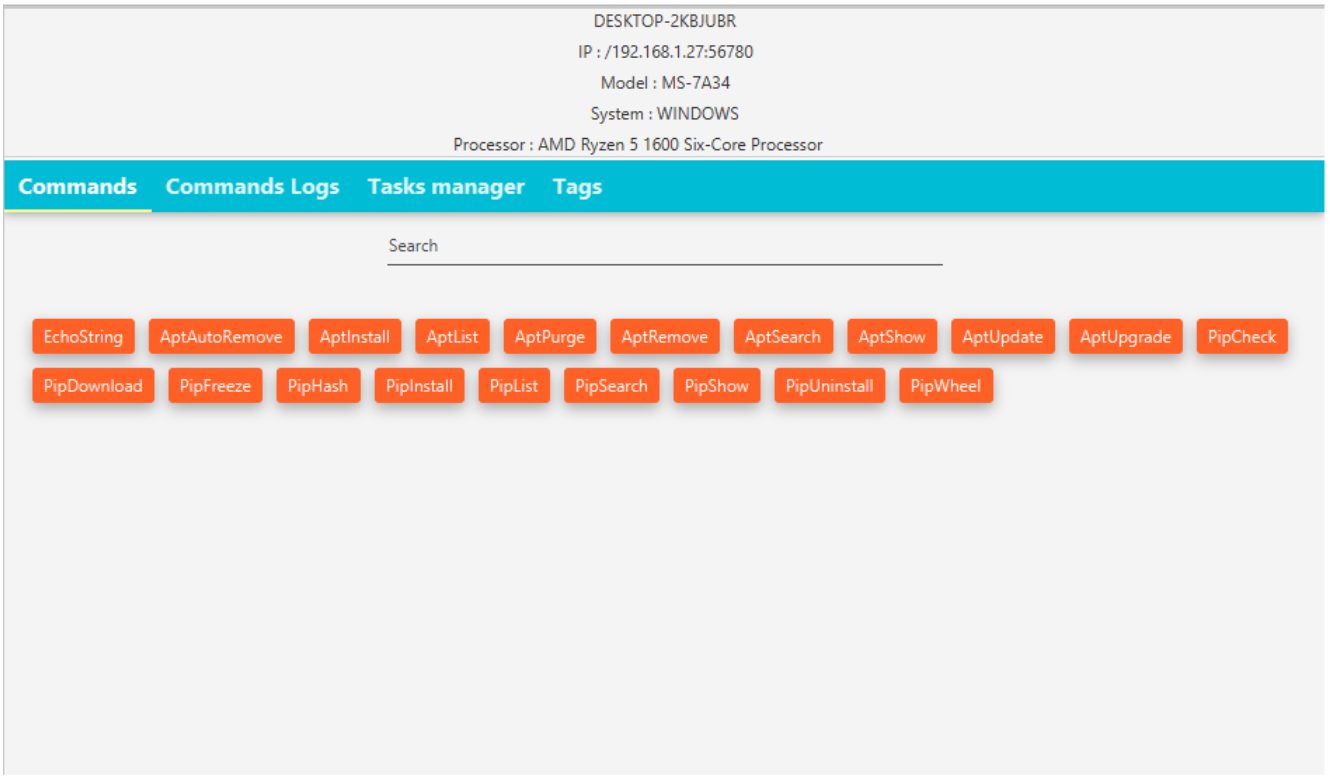 DESKTOP-2KBJUBR
IP : /192.168.1.27:56780
Model : MS-7A34
System : WINDOWS
Processor : AMD Ryzen 5 1600 Six-Core Processor
Commands Commands Logs Tasks manager Tags
Search
EchoString AptAutoRemove AptInstall AptList AptPurge AptRemove AptSearch AptShow AptUpdate AptUpgrade PipCheck
PipDownload PipFreeze PipHash PipInstall PipList PipSearch PipShow PipUninstall PipWheel